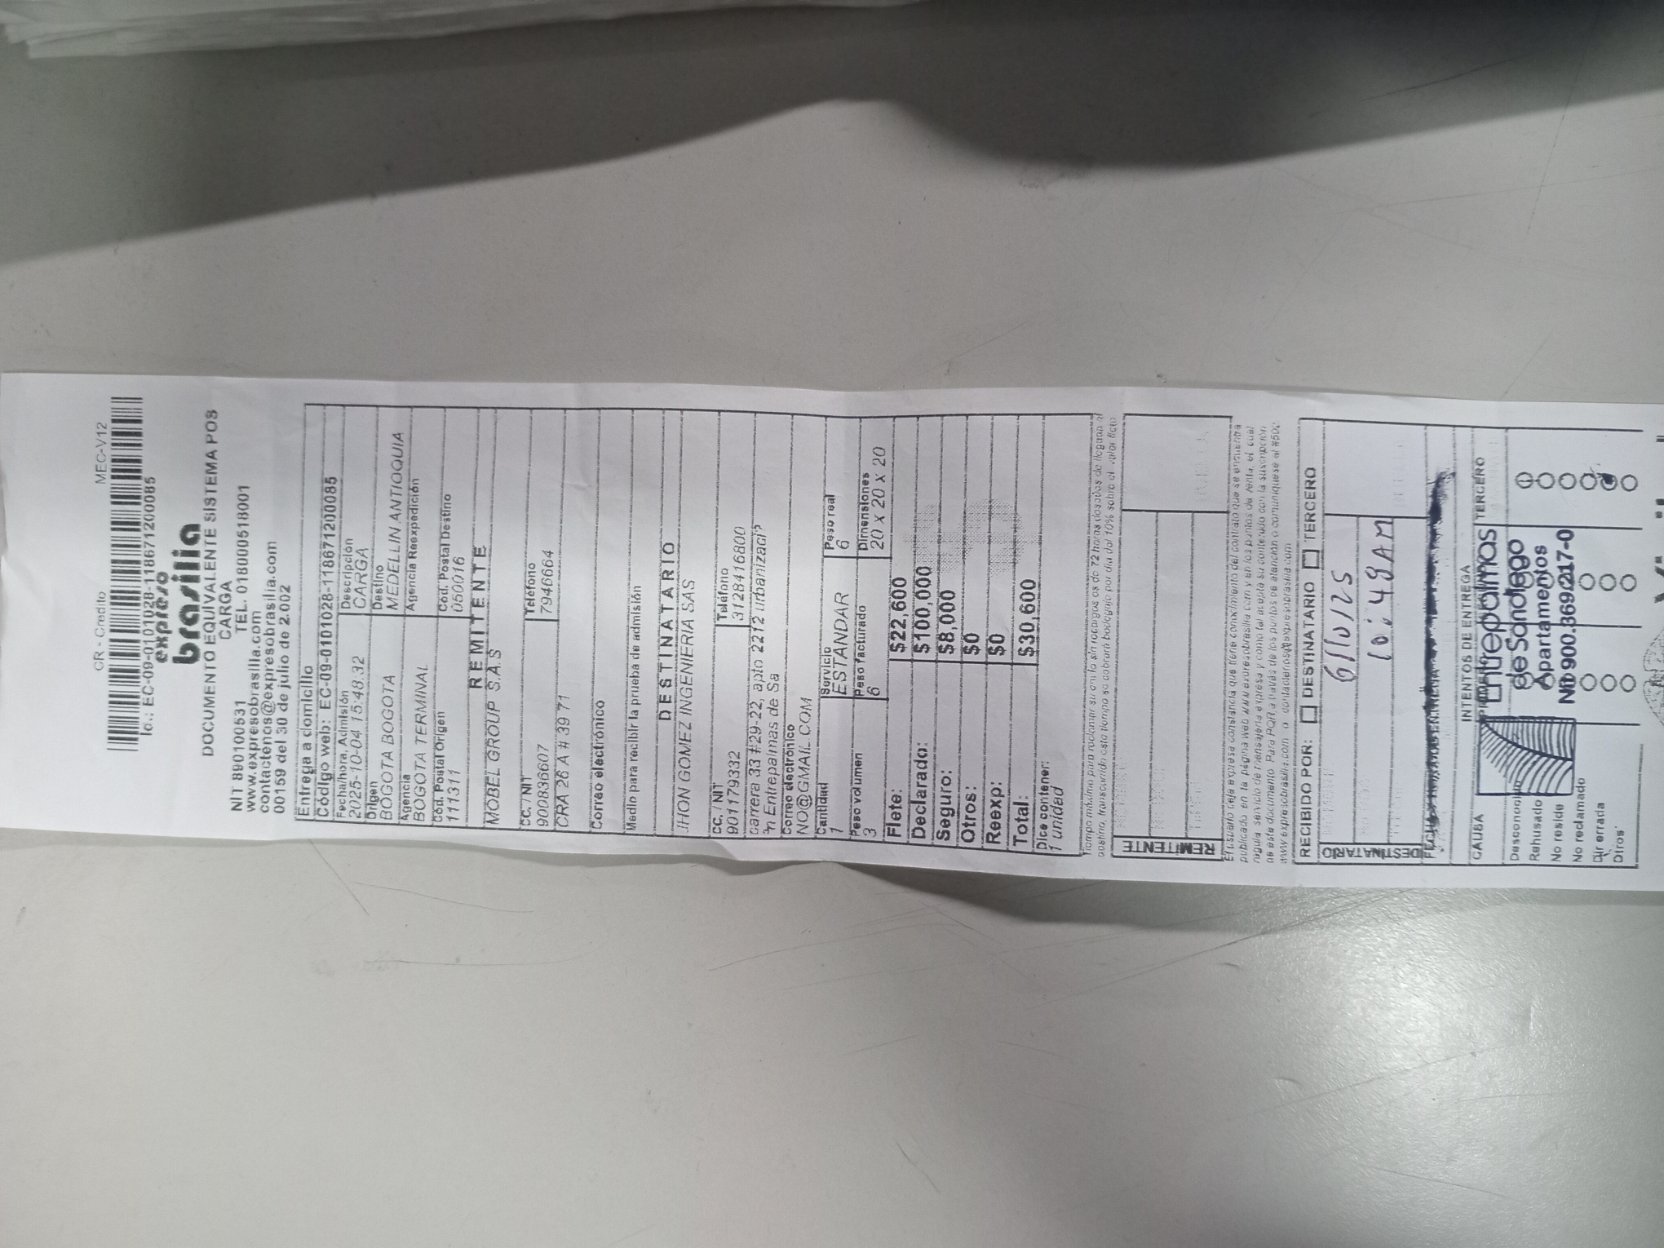 CR - Credito MEC-V12
Ic.: EC-09-0101028-11867120085
expreso
brasilia
DOCUMENTO EQUIVALENTE SISTEMA POS
CARGA
NIT 890100531 TEL. 018000518001
www.expresobrasilia.com
contactenos@expresobrasilia.com
00159 del 30 de julio de 2.002
Entrega a domicilio
Código web: EC-09-0101028-11867120085
Fecha/hora. Admisión Descripción
2025-10-04 15:48:32 CARGA
Origen Destino
BOGOTA BOGOTA MEDELLIN ANTIOQUIA
Agencia Agencia Reexpedición
BOGOTA TERMINAL
Cód. Postal Origen Cód. Postal Destino
111311 050016
REMITENTE
MOBEL GROUP S.A.S
CC. / NIT Teléfono
900836607 7946664
CRA 26 A # 39 71
Correo electrónico
Medio para recibir la prueba de admisión
DESTINATARIO
JHON GOMEZ INGENIERIA SAS
CC. / NIT Teléfono
901179332 3128416800
carrera 33 #29-22, apto 2212 urbanizaci
Entrepalmas de Sa
Correo electrónico
NO@GMAIL.COM
Cantidad Servicio Peso real
1 ESTANDAR 6
Peso volumen Peso facturado Dimensiones
3 6 20 x 20 x 20
Flete: $22,600
Declarado: $100,000
Seguro: $8,000
Otros: $0
Reexp: $0
Total: $30,600
Dice contener:
1 unidad
REMITENTE
RECIBIDO POR: DESTINATARIO TERCERO
DESTINATARIO
6/10/25
10:49AM
INTENTOS DE ENTREGA
CAUSA TERCERO
Entrepalmas
de Sandiego
Apartamentos
Nit 900.369.217-0
Rehusado
No reside
No reclamado
Dir errada
Otros